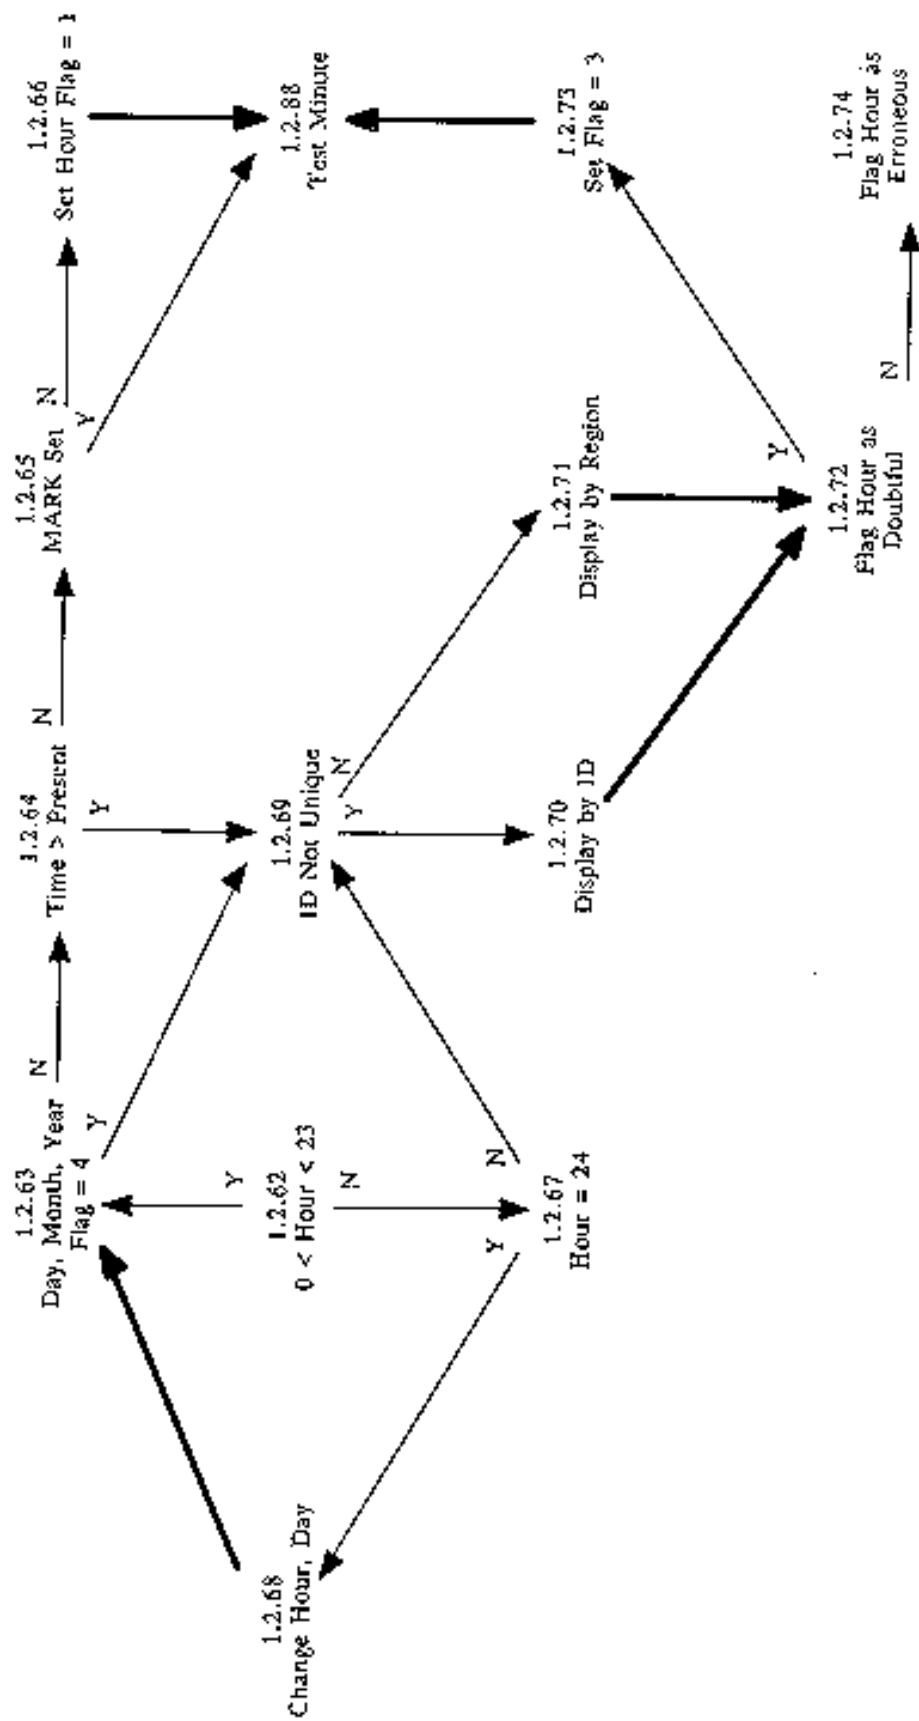 1.2.63
Day, Month, Year
Flag = 4
N
Y
1.2.64
Time > Present
N
Y
1.2.65
MARK Set
N
Y
1.2.66
Set Hour Flag = 1
1.2.68
Change Hour, Day
1.2.62
0 < Hour < 23
Y
N
1.2.69
ID Not Unique
N
Y
1.2.88
Test Minute
1.2.67
Hour = 24
Y
N
1.2.70
Display by ID
1.2.71
Display by Region
1.2.73
Set Flag = 3
1.2.72
Flag Hour as
Doubtful
Y
N
1.2.74
Flag Hour as
Erroneous